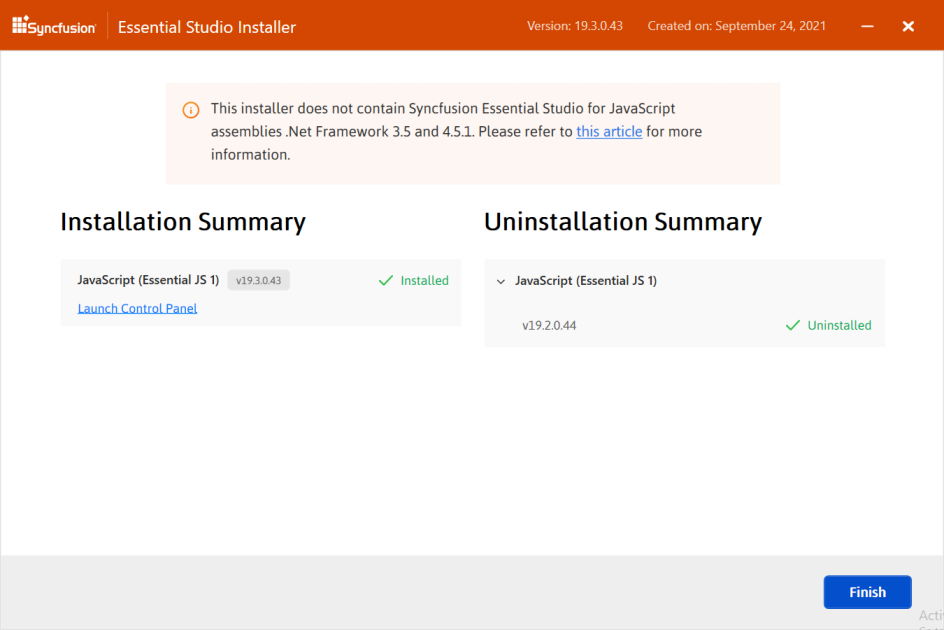 Syncfusion
Essential Studio Installer
Version: 19.3.0.43
Created on: September 24, 2021
This installer does not contain Syncfusion Essential Studio for JavaScript
assemblies .Net Framework 3.5 and 4.5.1. Please refer to this article for more
information.
Installation Summary
JavaScript (Essential JS 1) v19.3.0.43 Installed
Launch Control Panel
Uninstallation Summary
JavaScript (Essential JS 1)
v19.2.0.44 Uninstalled
Finish
Acti